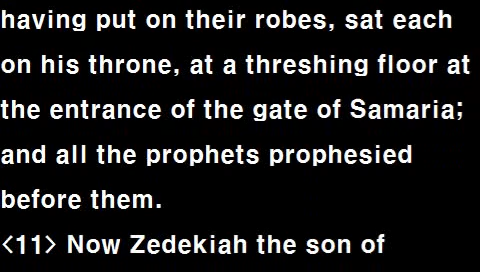 having put on their robes, sat each
on his throne, at a threshing floor at
the entrance of the gate of Samaria;
and all the prophets prophesied
before them.
<11> Now Zedekiah the son of